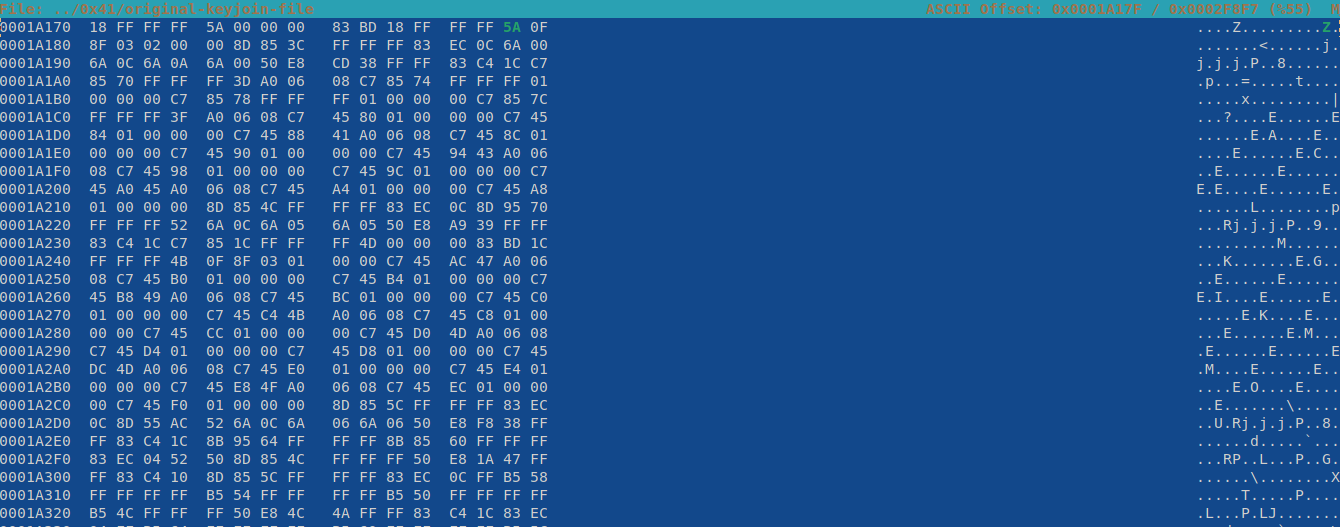 File: ../0x41/original-keyjoin-file ASCII Offset: 0x0001A17F / 0x0002F8F7 (%55) M
0001A170 18 FF FF FF 5A 00 00 00 83 BD 18 FF FF FF 5A 0F ....Z.........Z.
0001A180 8F 03 02 00 00 8D 85 3C FF FF FF 83 EC 0C 6A 00 .......<......j.
0001A190 6A 0C 6A 0A 6A 00 50 E8 CD 38 FF FF 83 C4 1C C7 j.j.j.P..8......
0001A1A0 85 70 FF FF FF 3D A0 06 08 C7 85 74 FF FF FF 01 .p...=.....t....
0001A1B0 00 00 00 C7 85 78 FF FF FF 01 00 00 00 C7 85 7C .....x.........|
0001A1C0 FF FF FF 3F A0 06 08 C7 45 80 01 00 00 00 C7 45 ...?....E......E
0001A1D0 84 01 00 00 00 C7 45 88 41 A0 06 08 C7 45 8C 01 ......E.A....E..
0001A1E0 00 00 00 C7 45 90 01 00 00 00 C7 45 94 43 A0 06 ....E......E.C..
0001A1F0 08 C7 45 98 01 00 00 00 C7 45 9C 01 00 00 00 C7 ..E......E......
0001A200 45 A0 45 A0 06 08 C7 45 A4 01 00 00 00 C7 45 A8 E.E....E......E.
0001A210 01 00 00 00 8D 85 4C FF FF FF 83 EC 0C 8D 95 70 ......L........p
0001A220 FF FF FF 52 6A 0C 6A 05 6A 05 50 E8 A9 39 FF FF ...Rj.j.j.P..9..
0001A230 83 C4 1C C7 85 1C FF FF FF 4D 00 00 00 83 BD 1C .........M......
0001A240 FF FF FF 4B 0F 8F 03 01 00 00 C7 45 AC 47 A0 06 ...K.......E.G..
0001A250 08 C7 45 B0 01 00 00 00 C7 45 B4 01 00 00 00 C7 ..E......E......
0001A260 45 B8 49 A0 06 08 C7 45 BC 01 00 00 00 C7 45 C0 E.I....E......E.
0001A270 01 00 00 00 C7 45 C4 4B A0 06 08 C7 45 C8 01 00 .....E.K....E...
0001A280 00 00 C7 45 CC 01 00 00 00 C7 45 D0 4D A0 06 08 ...E......E.M...
0001A290 C7 45 D4 01 00 00 00 C7 45 D8 01 00 00 00 C7 45 .E......E......E
0001A2A0 DC 4D A0 06 08 C7 45 E0 01 00 00 00 C7 45 E4 01 .M....E......E..
0001A2B0 00 00 00 C7 45 E8 4F A0 06 08 C7 45 EC 01 00 00 ....E.O....E....
0001A2C0 00 C7 45 F0 01 00 00 00 8D 85 5C FF FF FF 83 EC ..E.......\.....
0001A2D0 0C 8D 55 AC 52 6A 0C 6A 06 6A 06 50 E8 F8 38 FF ..U.Rj.j.j.P..8.
0001A2E0 FF 83 C4 1C 8B 95 64 FF FF FF 8B 85 60 FF FF FF ......d.....`...
0001A2F0 83 EC 04 52 50 8D 85 4C FF FF FF 50 E8 1A 47 FF ...RP..L...P..G.
0001A300 FF 83 C4 10 8D 85 5C FF FF FF 83 EC 0C FF B5 58 ......\........X
0001A310 FF FF FF FF B5 54 FF FF FF FF B5 50 FF FF FF FF .....T.....P....
0001A320 B5 4C FF FF FF FF 50 E8 4C 4A FF FF 83 C4 1C 83 EC .L...P.LJ.......